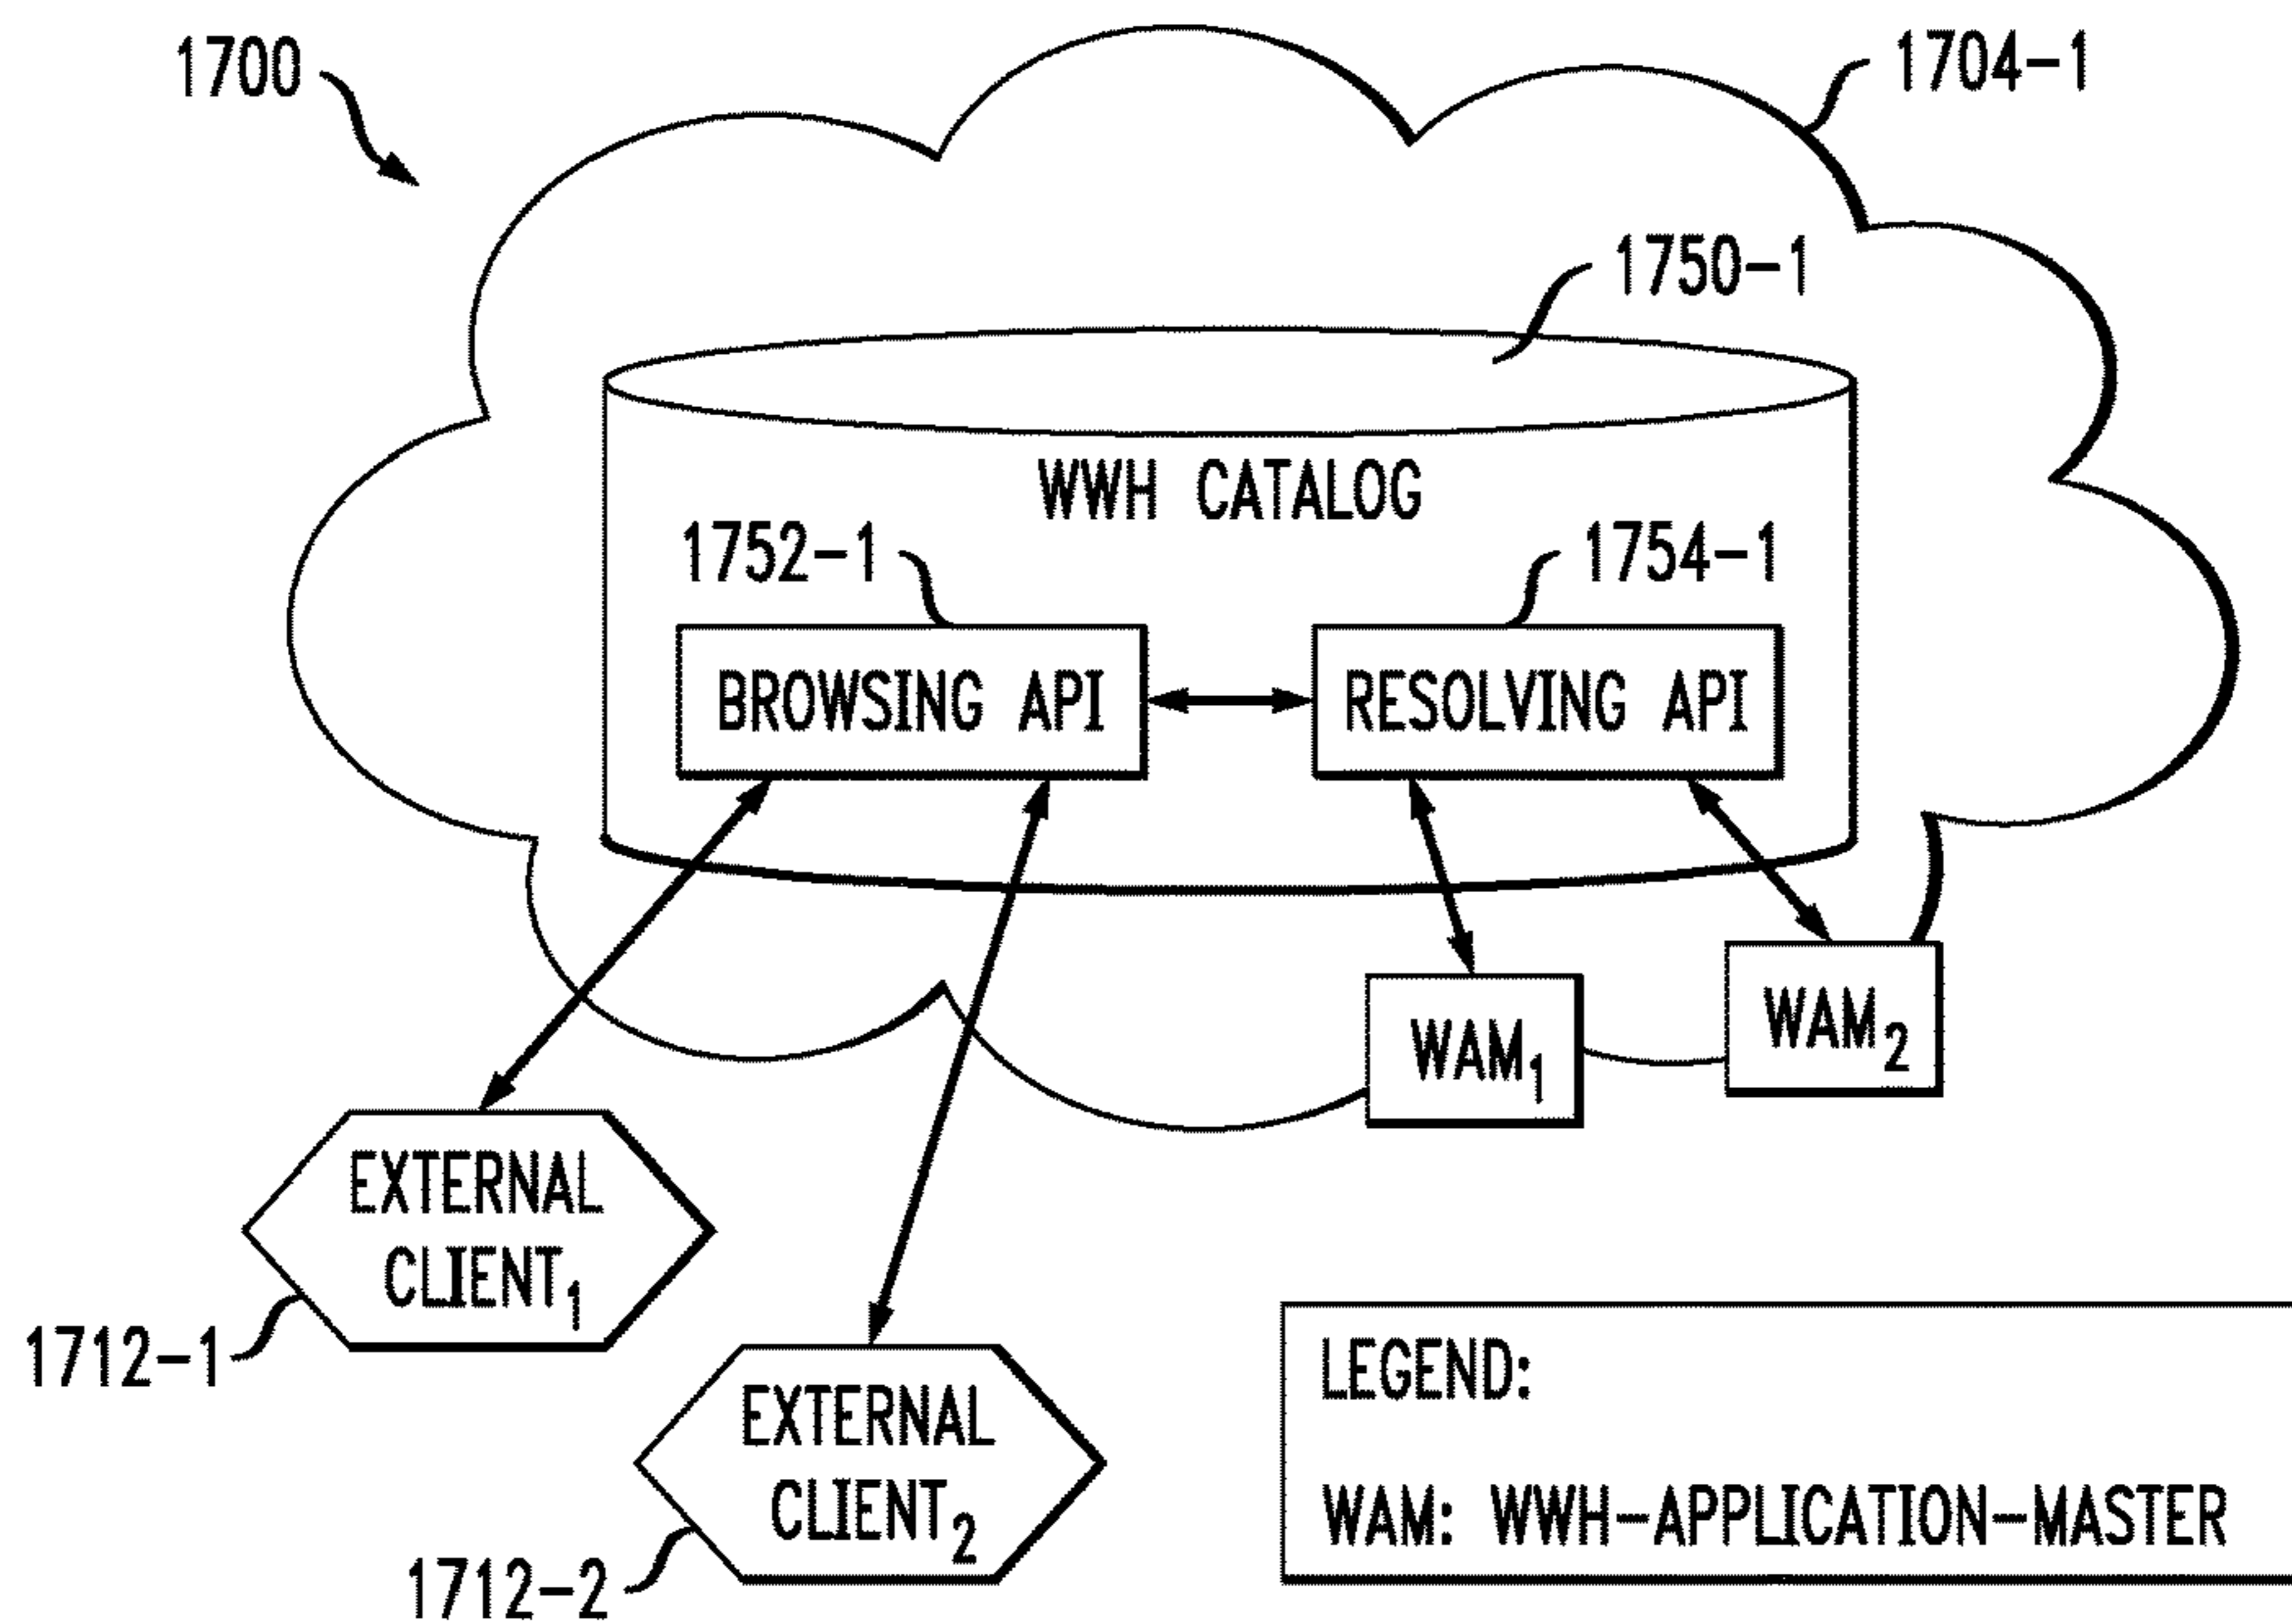 1700
1704-1
1750-1
WWH CATALOG
1752-1
1754-1
BROWSING API
RESOLVING API
WAM₁
WAM₂
EXTERNAL
CLIENT₁
1712-1
EXTERNAL
CLIENT₂
1712-2
LEGEND:
WAM: WWH-APPLICATION-MASTER